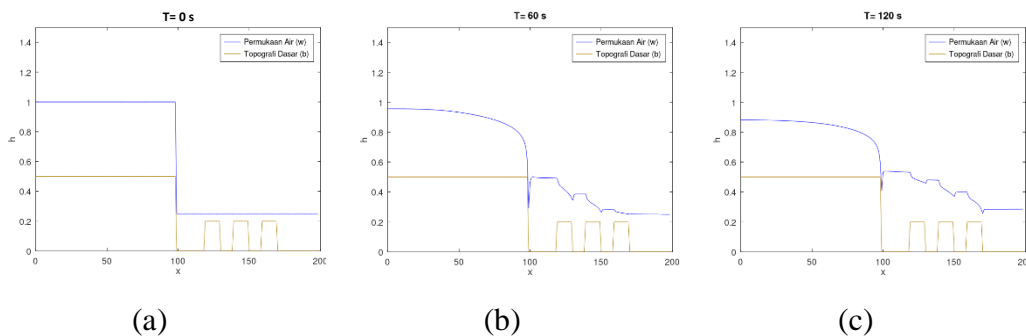 T= 0 s
1.4
1.2
1
0.8
0.6
0.4
0.2
0
h
Permukaan Air (w)
Topografi Dasar (b)
0 50 100 150 200
x
(a)
T= 60 s
1.4
1.2
1
0.8
0.6
0.4
0.2
0
h
Permukaan Air (w)
Topografi Dasar (b)
0 50 100 150 200
x
(b)
T= 120 s
1.4
1.2
1
0.8
0.6
0.4
0.2
0
h
Permukaan Air (w)
Topografi Dasar (b)
0 50 100 150 200
x
(c)